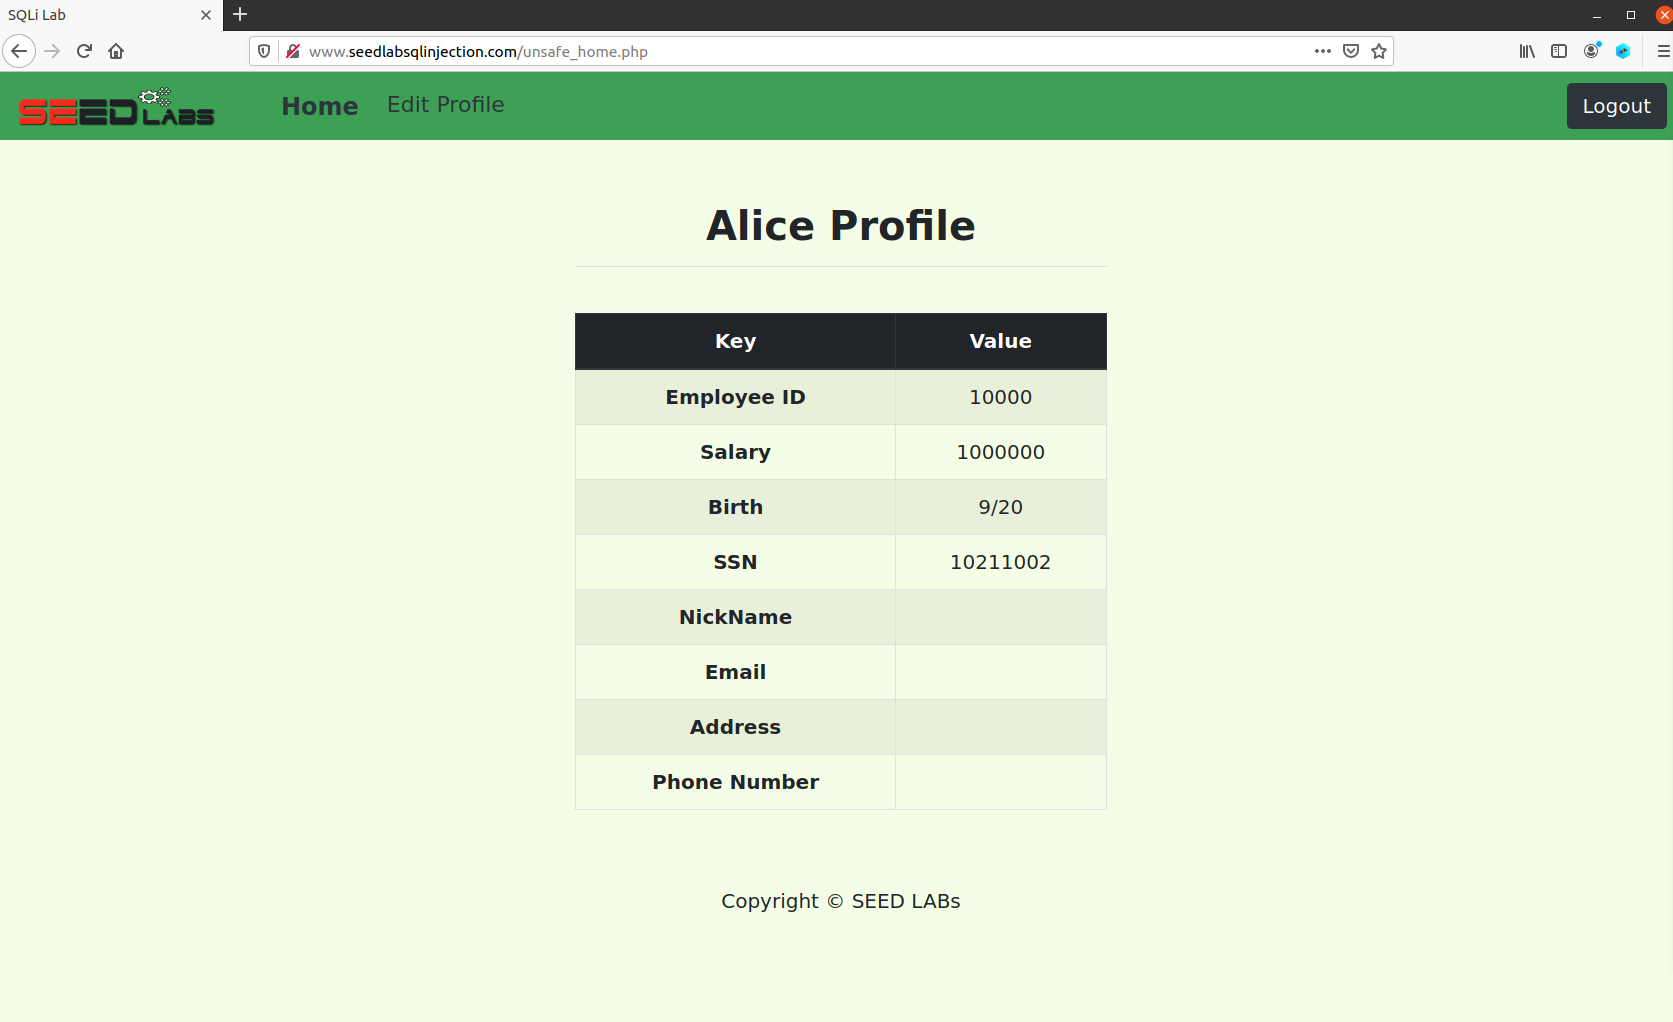 SQLi Lab
www.seedlabsqlinjection.com/unsafe_home.php
SEED LABS Home Edit Profile Logout
Alice Profile
Key Value
Employee ID 10000
Salary 1000000
Birth 9/20
SSN 10211002
NickName
Email
Address
Phone Number
Copyright © SEED LABs